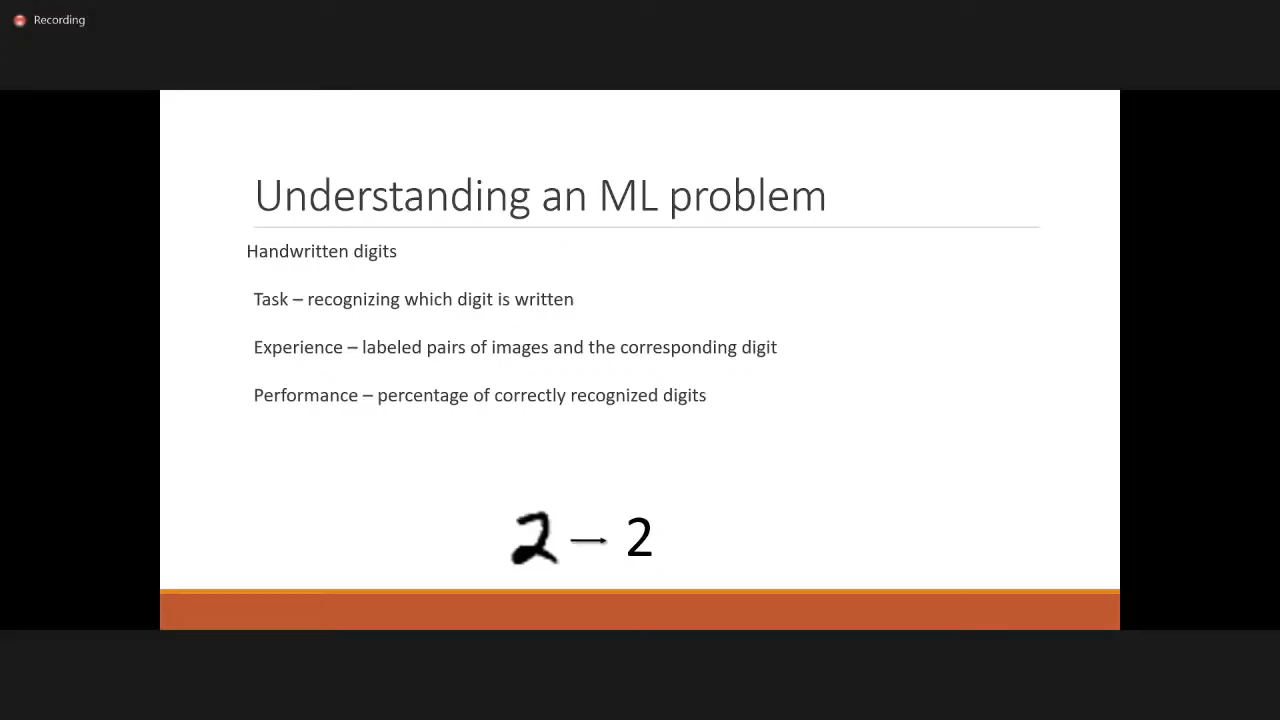 Recording
Understanding an ML problem
Handwritten digits
Task – recognizing which digit is written
Experience – labeled pairs of images and the corresponding digit
Performance – percentage of correctly recognized digits
2 → 2